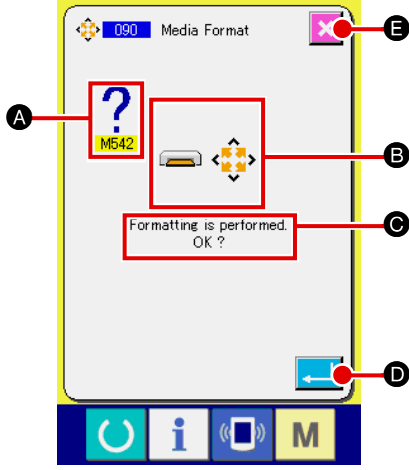 090 Media Format
E
A
?
M542
B
Formatting is performed.
OK ?
C
D
i
M